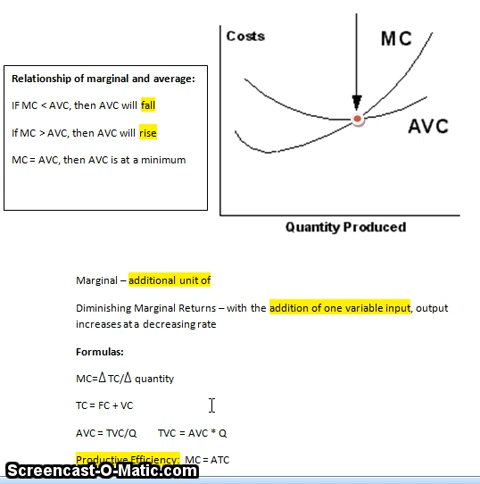 Costs
MC
Relationship of marginal and average:
IF MC < AVC, then AVC will fall
If MC > AVC, then AVC will rise
MC = AVC, then AVC is at a minimum
AVC
Quantity Produced
Marginal – additional unit of
Diminishing Marginal Returns – with the addition of one variable input, output
increases at a decreasing rate
Formulas:
MC=Δ TC/Δ quantity
TC = FC + VC
AVC = TVC/Q TVC = AVC * Q
Productive Efficiency: MC = ATC
Screencast-O-Matic.com